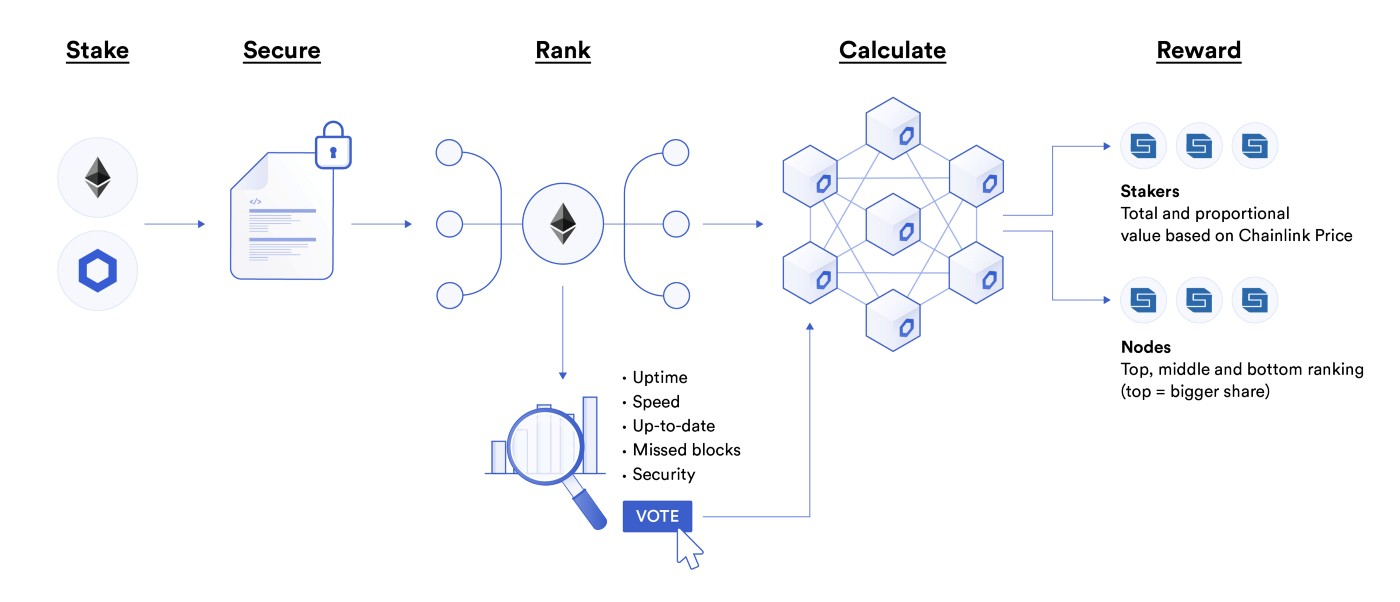 Stake
Secure
Rank
Calculate
Reward
</>
Stakers
Total and proportional
value based on Chainlink Price
Nodes
Top, middle and bottom ranking
(top = bigger share)
• Uptime
• Speed
• Up-to-date
• Missed blocks
• Security
VOTE